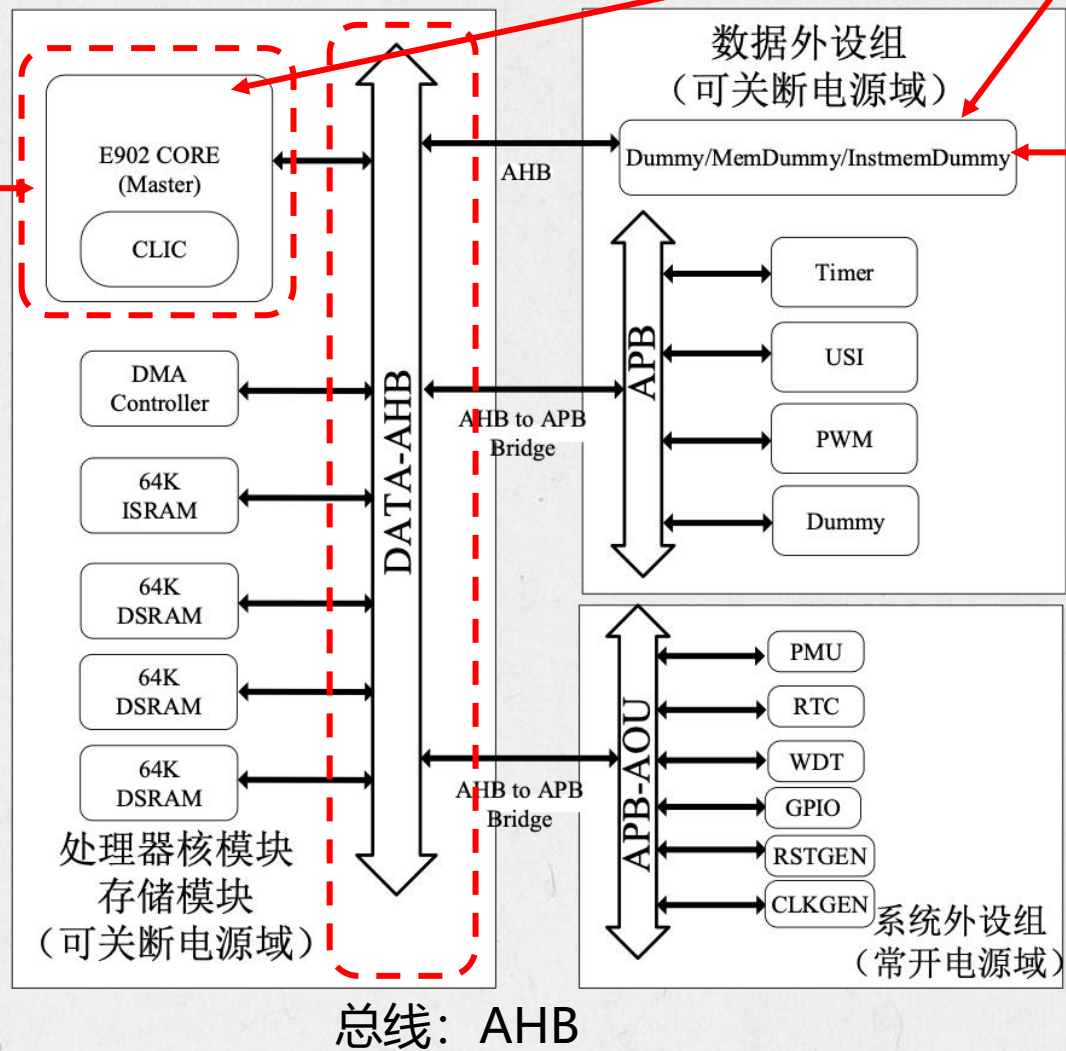 E902 CORE
(Master)
CLIC
DMA
Controller
64K
ISRAM
64K
DSRAM
64K
DSRAM
64K
DSRAM
处理器核模块
存储模块
（可关断电源域）
DATA-AHB
AHB
AHB to APB
Bridge
AHB to APB
Bridge
数据外设组
（可关断电源域）
Dummy/MemDummy/InstmemDummy
APB
Timer
USI
PWM
Dummy
APB-AOU
PMU
RTC
WDT
GPIO
RSTGEN
CLKGEN
系统外设组
（常开电源域）
总线：AHB